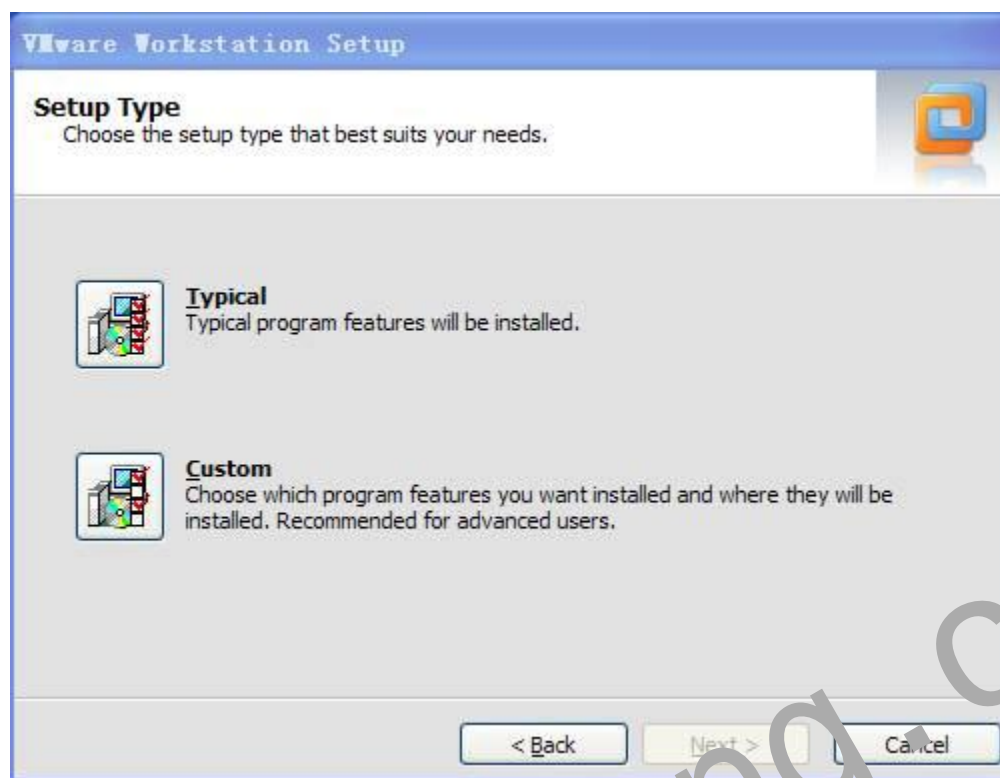 VMware Workstation Setup
Setup Type
Choose the setup type that best suits your needs.
Typical
Typical program features will be installed.
Custom
Choose which program features you want installed and where they will be
installed. Recommended for advanced users.
< Back
Next >
Cancel